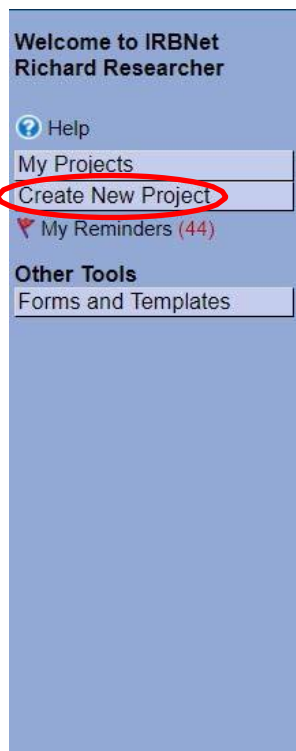 Welcome to IRBNet
Richard Researcher
Help
My Projects
Create New Project
My Reminders (44)
Other Tools
Forms and Templates